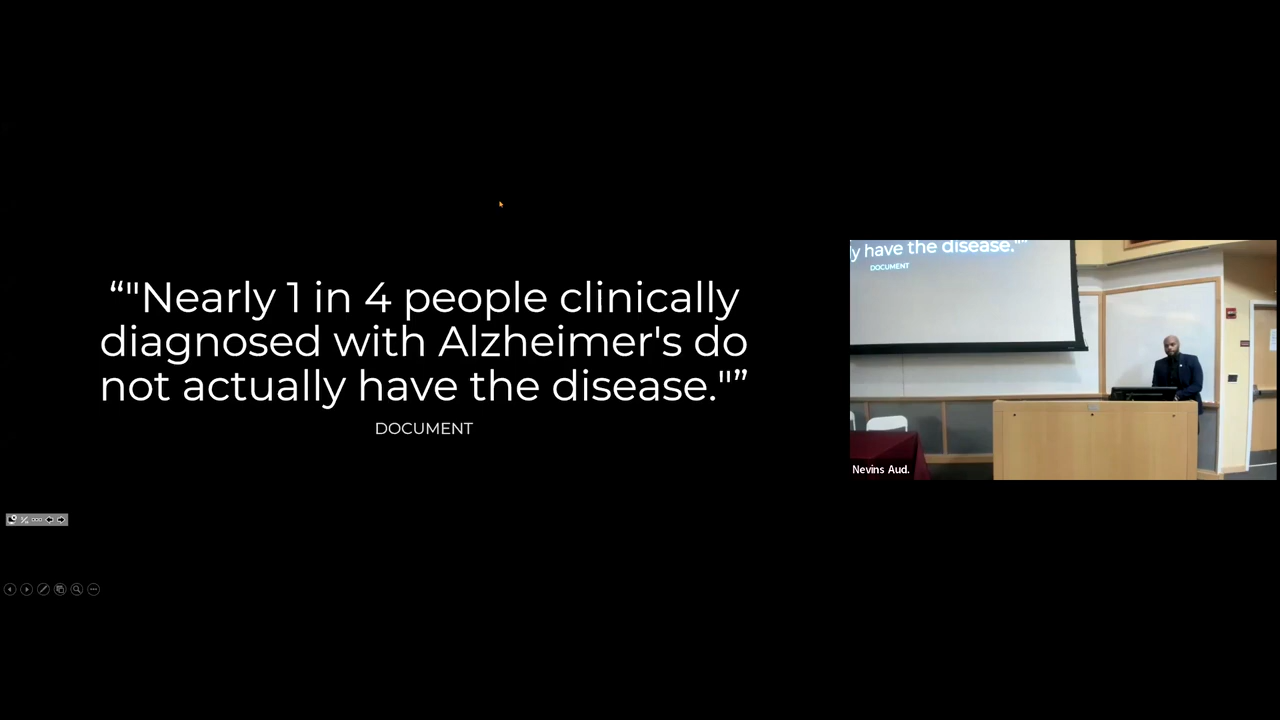 “"Nearly 1 in 4 people clinically
diagnosed with Alzheimer's do
not actually have the disease."”
DOCUMENT
y have the disease."”
DOCUMENT
Nevins Aud.